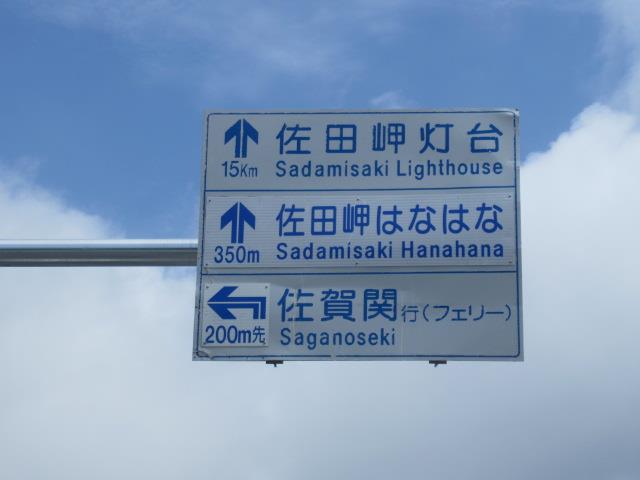 佐田岬灯台
15Km Sadamisaki Lighthouse
佐田岬はなはな
350m Sadamisaki Hanahana
佐賀関行(フェリー)
200m先 Saganoseki